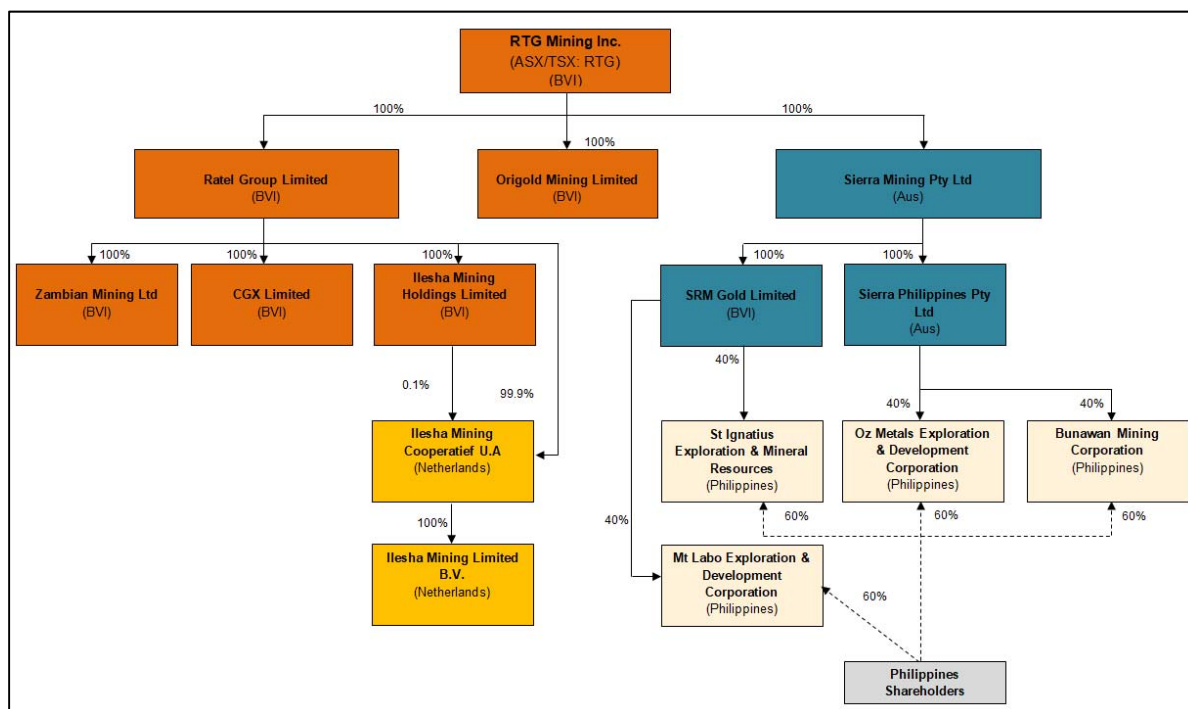 RTG Mining Inc.
(ASX/TSX: RTG)
(BVI)
100%
100%
100%
Ratel Group Limited
(BVI)
Origold Mining Limited
(BVI)
Sierra Mining Pty Ltd
(Aus)
100%
100%
100%
100%
100%
Zambian Mining Ltd
(BVI)
CGX Limited
(BVI)
Ilesha Mining
Holdings Limited
(BVI)
SRM Gold Limited
(BVI)
Sierra Philippines Pty
Ltd
(Aus)
0.1%
99.9%
40%
40%
40%
Ilesha Mining
Cooperatief U.A
(Netherlands)
St Ignatius
Exploration & Mineral
Resources
(Philippines)
Oz Metals Exploration
& Development
Corporation
(Philippines)
Bunawan Mining
Corporation
(Philippines)
100%
40%
60%
60%
60%
Ilesha Mining Limited
B.V.
(Netherlands)
Mt Labo Exploration &
Development
Corporation
(Philippines)
60%
Philippines
Shareholders